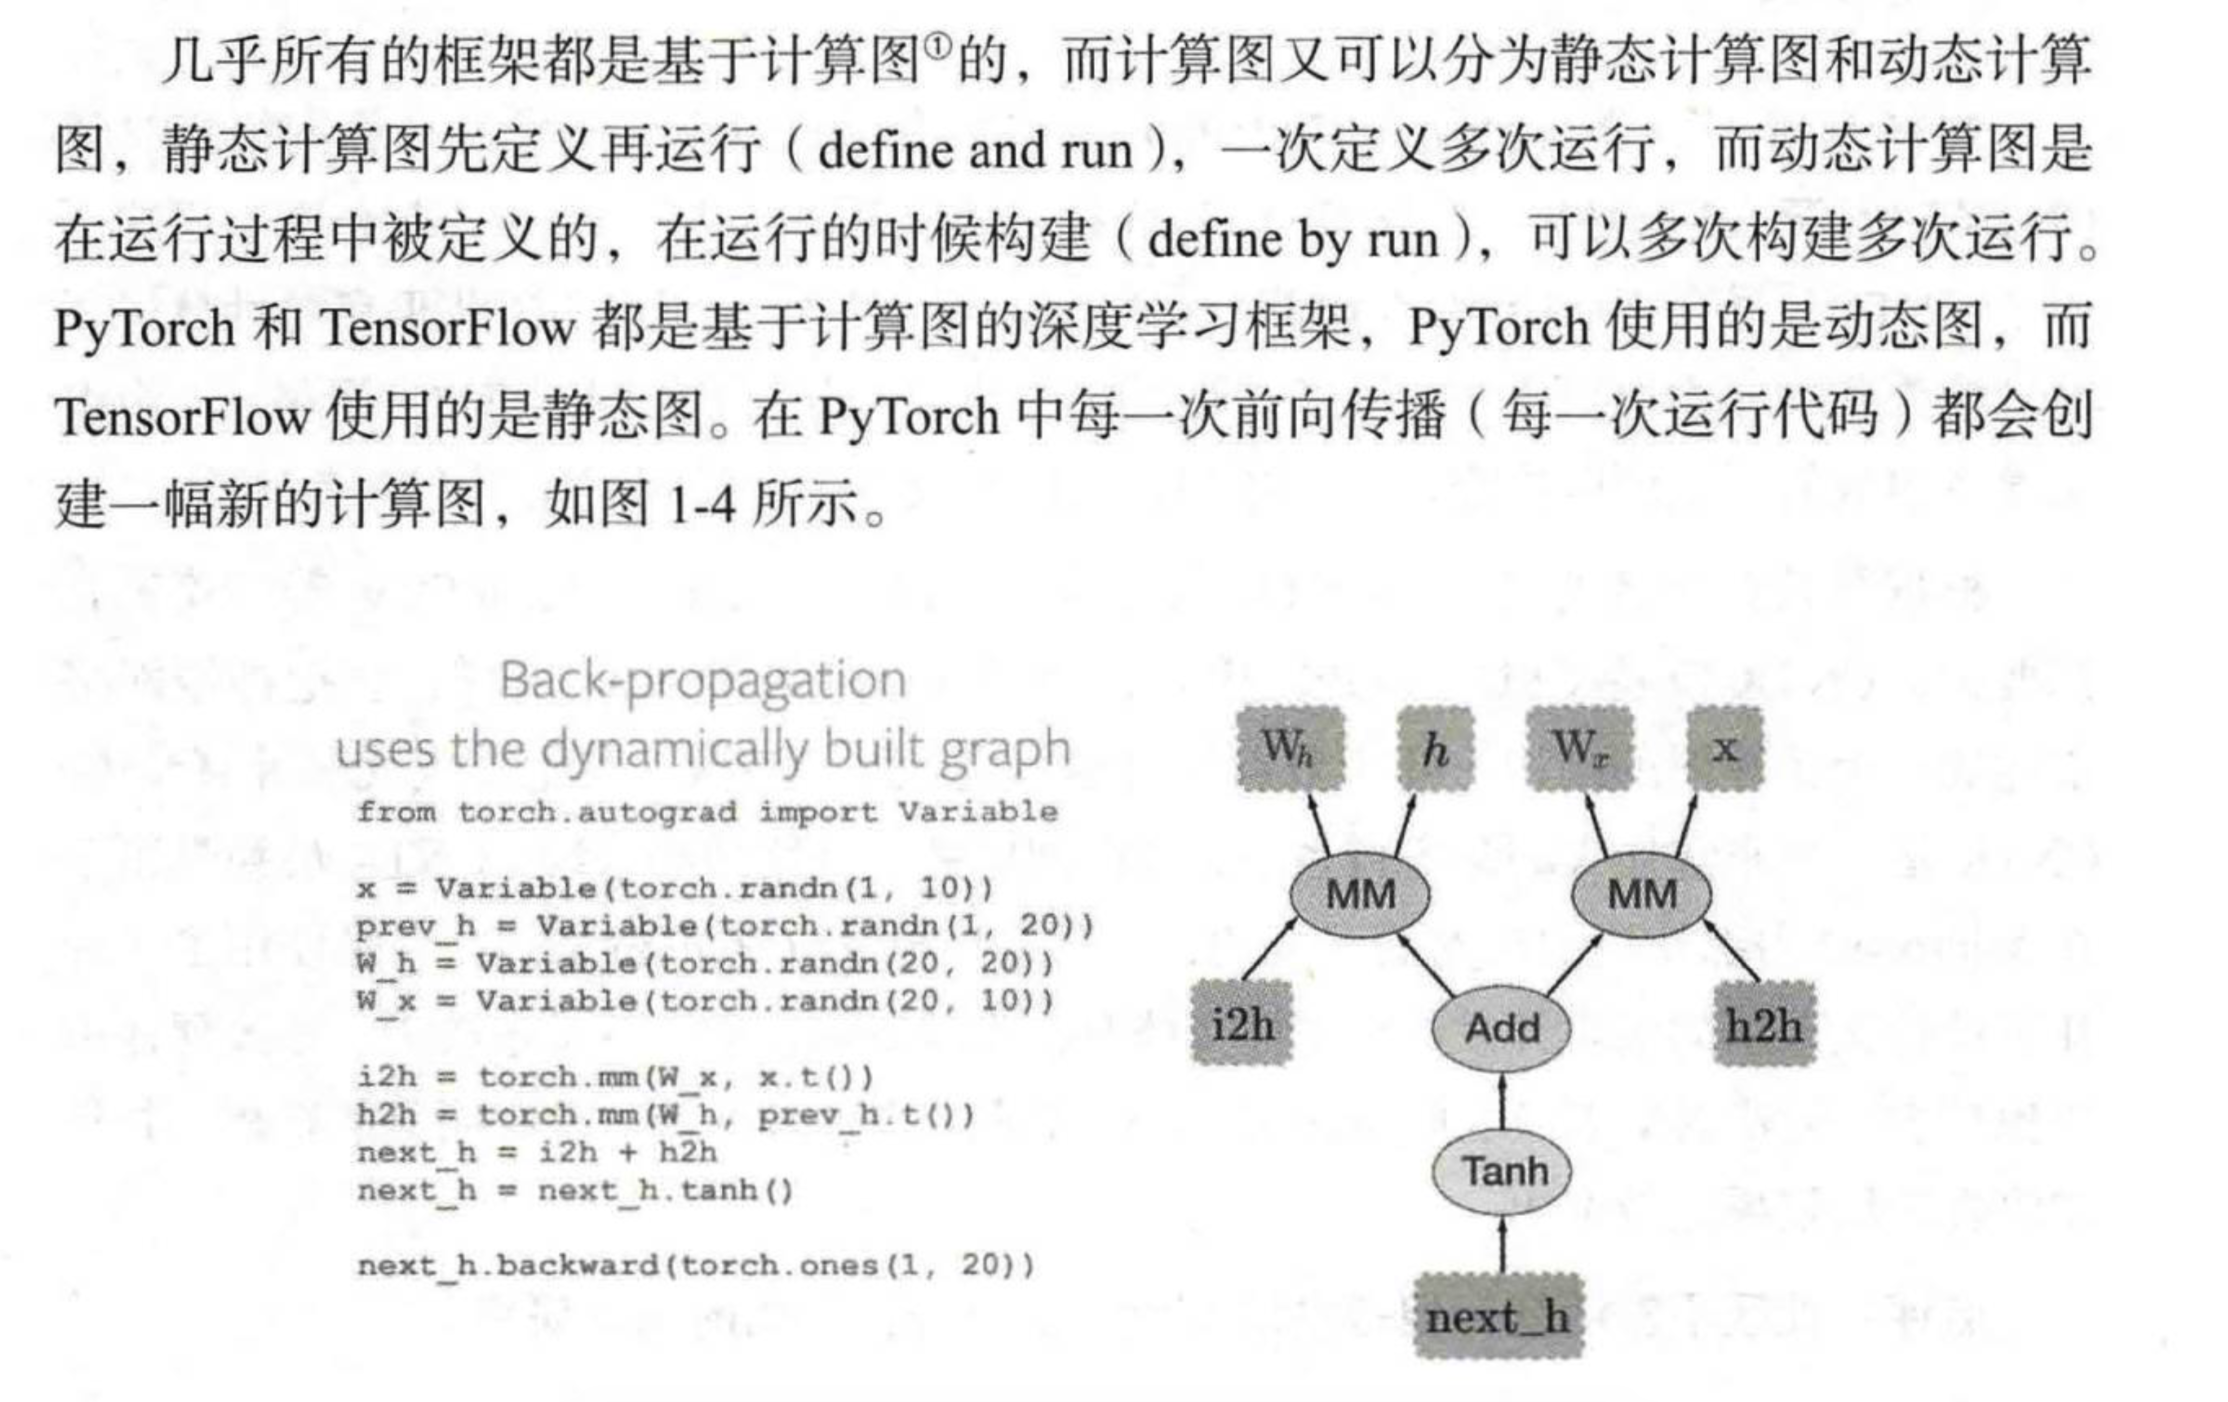 几乎所有的框架都是基于计算图①的，而计算图又可以分为静态计算图和动态计算
图，静态计算图先定义再运行（define and run），一次定义多次运行，而动态计算图是
在运行过程中被定义的，在运行的时候构建（define by run），可以多次构建多次运行。
PyTorch 和 TensorFlow 都是基于计算图的深度学习框架，PyTorch 使用的是动态图，而
TensorFlow 使用的是静态图。在 PyTorch 中每一次前向传播（每一次运行代码）都会创
建一幅新的计算图，如图 1-4 所示。
Back-propagation
uses the dynamically built graph
from torch.autograd import Variable
x = Variable(torch.randn(1, 10))
prev_h = Variable(torch.randn(1, 20))
W_h = Variable(torch.randn(20, 20))
W_x = Variable(torch.randn(20, 10))
i2h = torch.mm(W_x, x.t())
h2h = torch.mm(W_h, prev_h.t())
next_h = i2h + h2h
next_h = next_h.tanh()
next_h.backward(torch.ones(1, 20))
Wh h Wx x
MM MM
i2h Add h2h
Tanh
next_h